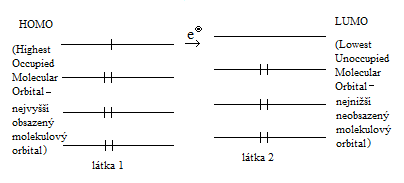 HOMO
(Highest
Occupied
Molecular
Orbital –
nejvyšší
obsazený
molekulový
orbital)
látka 1
e⊕
LUMO
(Lowest
Unoccupied
Molecular
Orbital –
nejnižši
neobsazený
molekulový
orbital)
látka 2